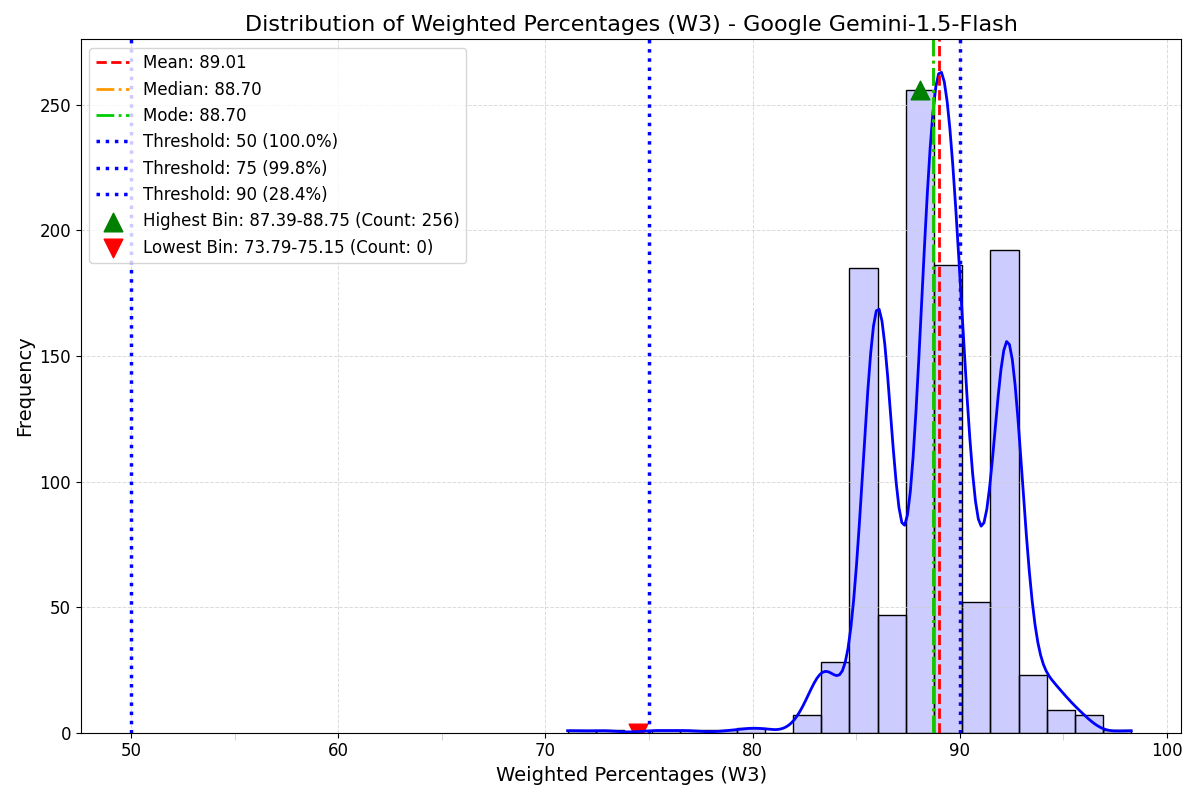 Distribution of Weighted Percentages (W3) - Google Gemini-1.5-Flash
Mean: 89.01
Median: 88.70
Mode: 88.70
Threshold: 50 (100.0%)
Threshold: 75 (99.8%)
Threshold: 90 (28.4%)
Highest Bin: 87.39-88.75 (Count: 256)
Lowest Bin: 73.79-75.15 (Count: 0)
Frequency
250
200
150
100
50
0
50 60 70 80 90 100
Weighted Percentages (W3)